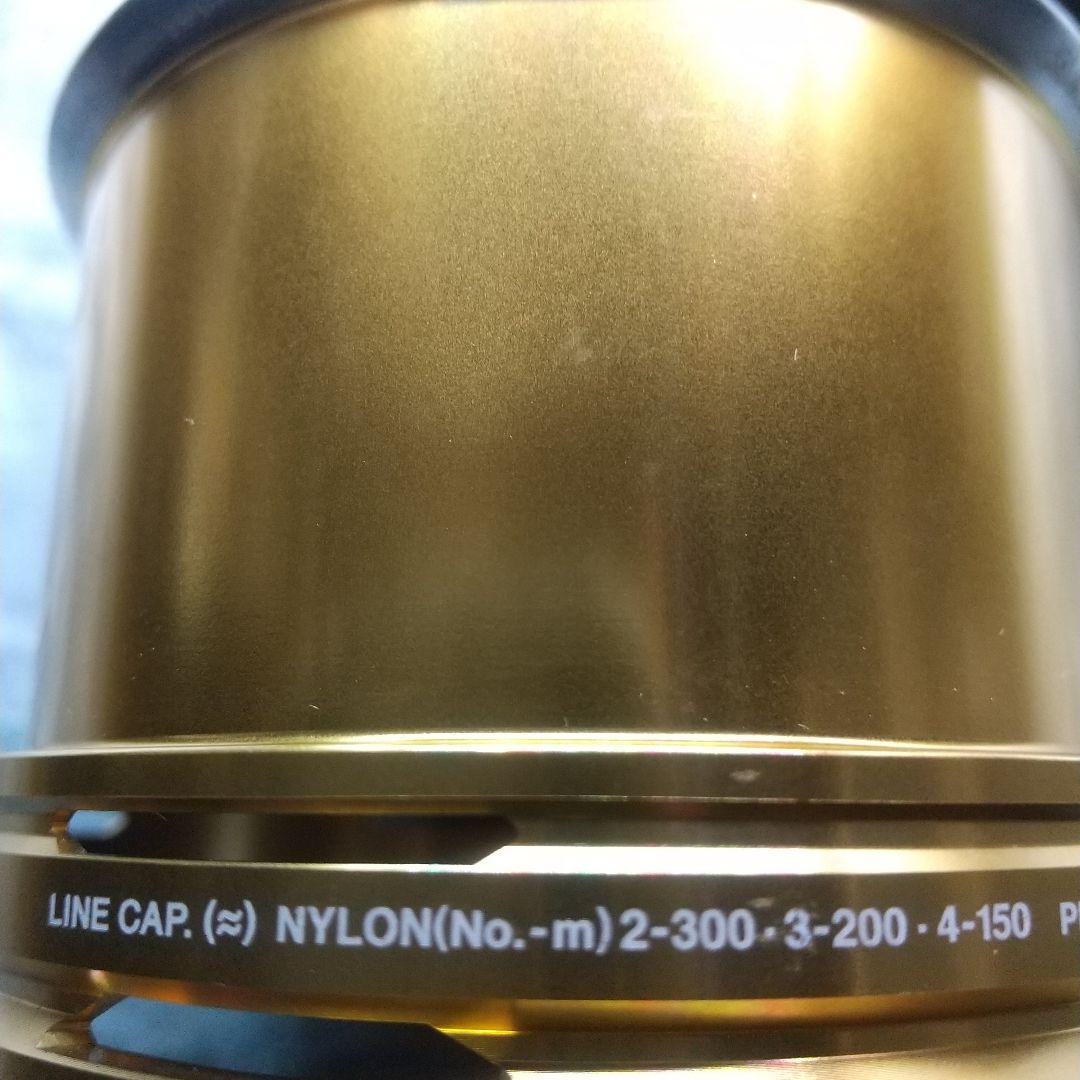 LINE CAP. (≈) NYLON(No.-m) 2-300・3-200・4-150